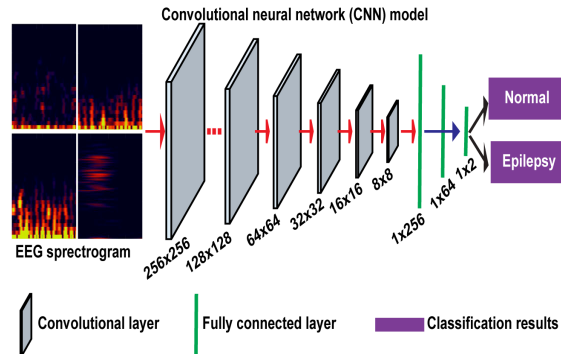 Convolutional neural network (CNN) model
Normal
Epilepsy
256x256
128x128
64x64
32x32
16x16
8x8
1x256
1x64
1x2
EEG sprectrogram
Convolutional layer
Fully connected layer
Classification results